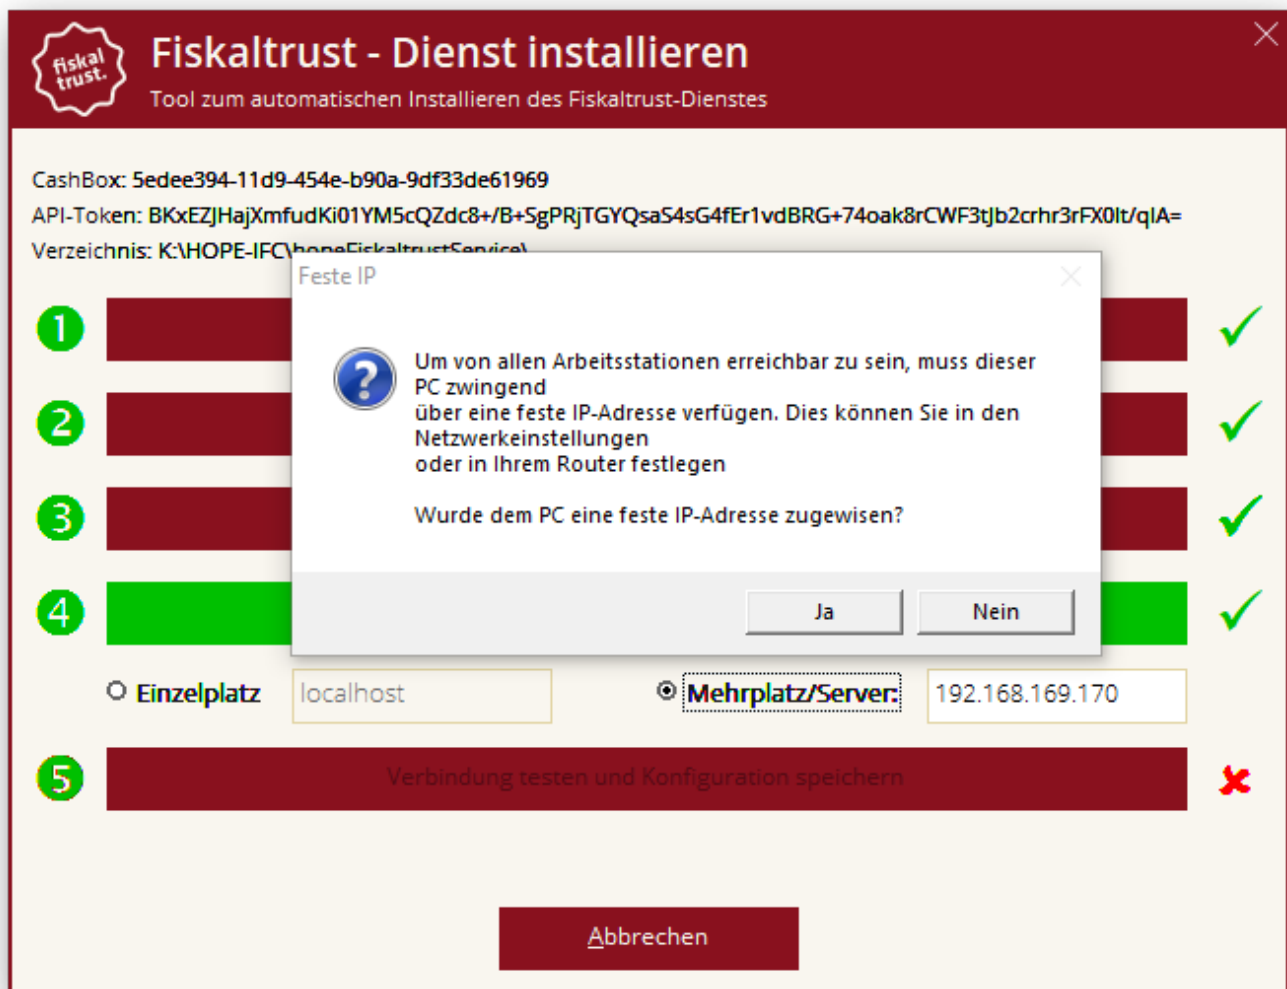 fiskal
trust.
Fiskaltrust - Dienst installieren
Tool zum automatischen Installieren des Fiskaltrust-Dienstes
CashBox: 5edee394-11d9-454e-b90a-9df33de61969
API-Token: BKxEZJHajXmfudKi01YM5cQZdc8+/B+SgPRjTGYQsaS4sG4fEr1vdBRG+74oak8rCWF3tJb2crhr3rFX0lt/qlA=
Verzeichnis: K:\HOPE-IFC\hopeFiskaltrustService\
Feste IP
Um von allen Arbeitsstationen erreichbar zu sein, muss dieser
PC zwingend
über eine feste IP-Adresse verfügen. Dies können Sie in den
Netzwerkeinstellungen
oder in Ihrem Router festlegen
Wurde dem PC eine feste IP-Adresse zugewisen?
Ja Nein
1
2
3
4
Einzelplatz localhost Mehrplatz/Server: 192.168.169.170
5 Verbindung testen und Konfiguration speichern
Abbrechen